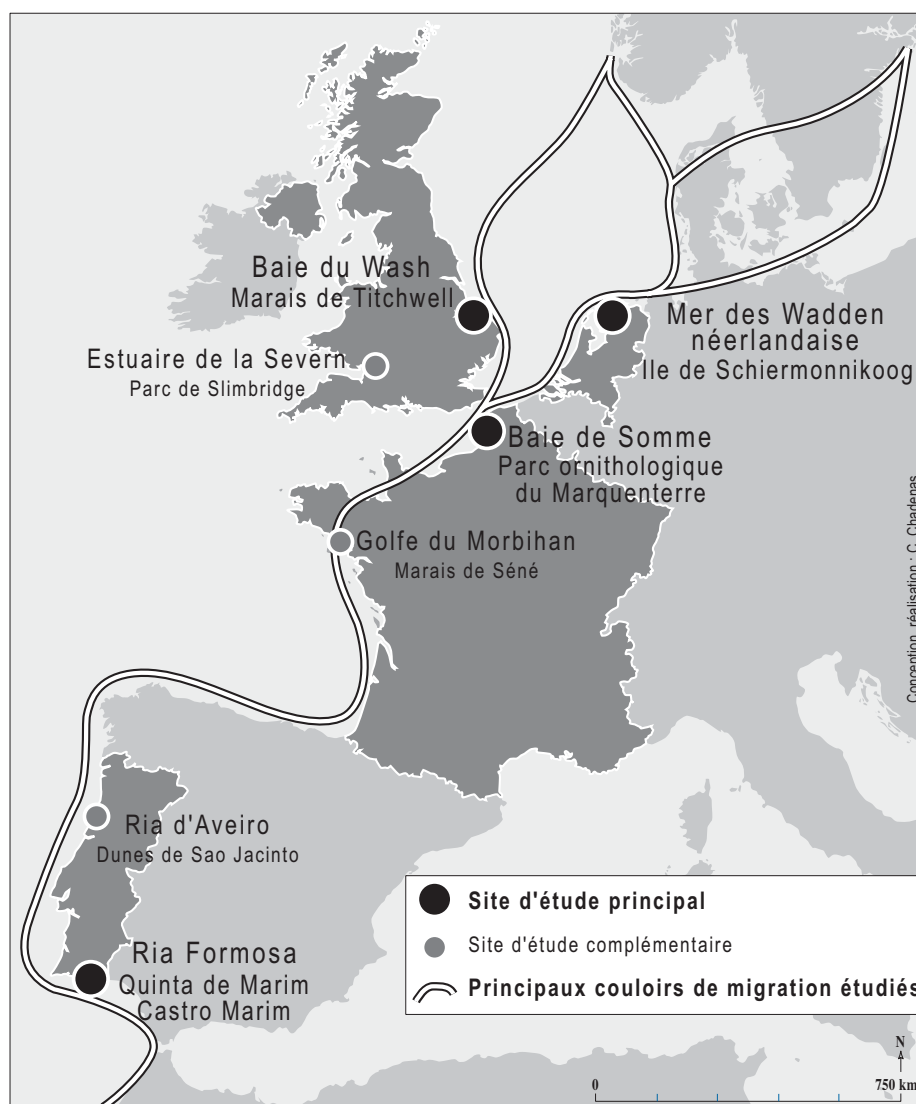 Baie du Wash
Marais de Titchwell
Estuaire de la Severn
Parc de Slimbridge
Mer des Wadden
néerlandaise
Ile de Schiermonnikoog
Baie de Somme
Parc ornithologique
du Marquenterre
Golfe du Morbihan
Marais de Séné
Conception, réalisation : C. Chadenas
Ria d'Aveiro
Dunes de Sao Jacinto
Ria Formosa
Quinta de Marim
Castro Marim
Site d'étude principal
Site d'étude complémentaire
Principaux couloirs de migration étudiés
N
0 750 km